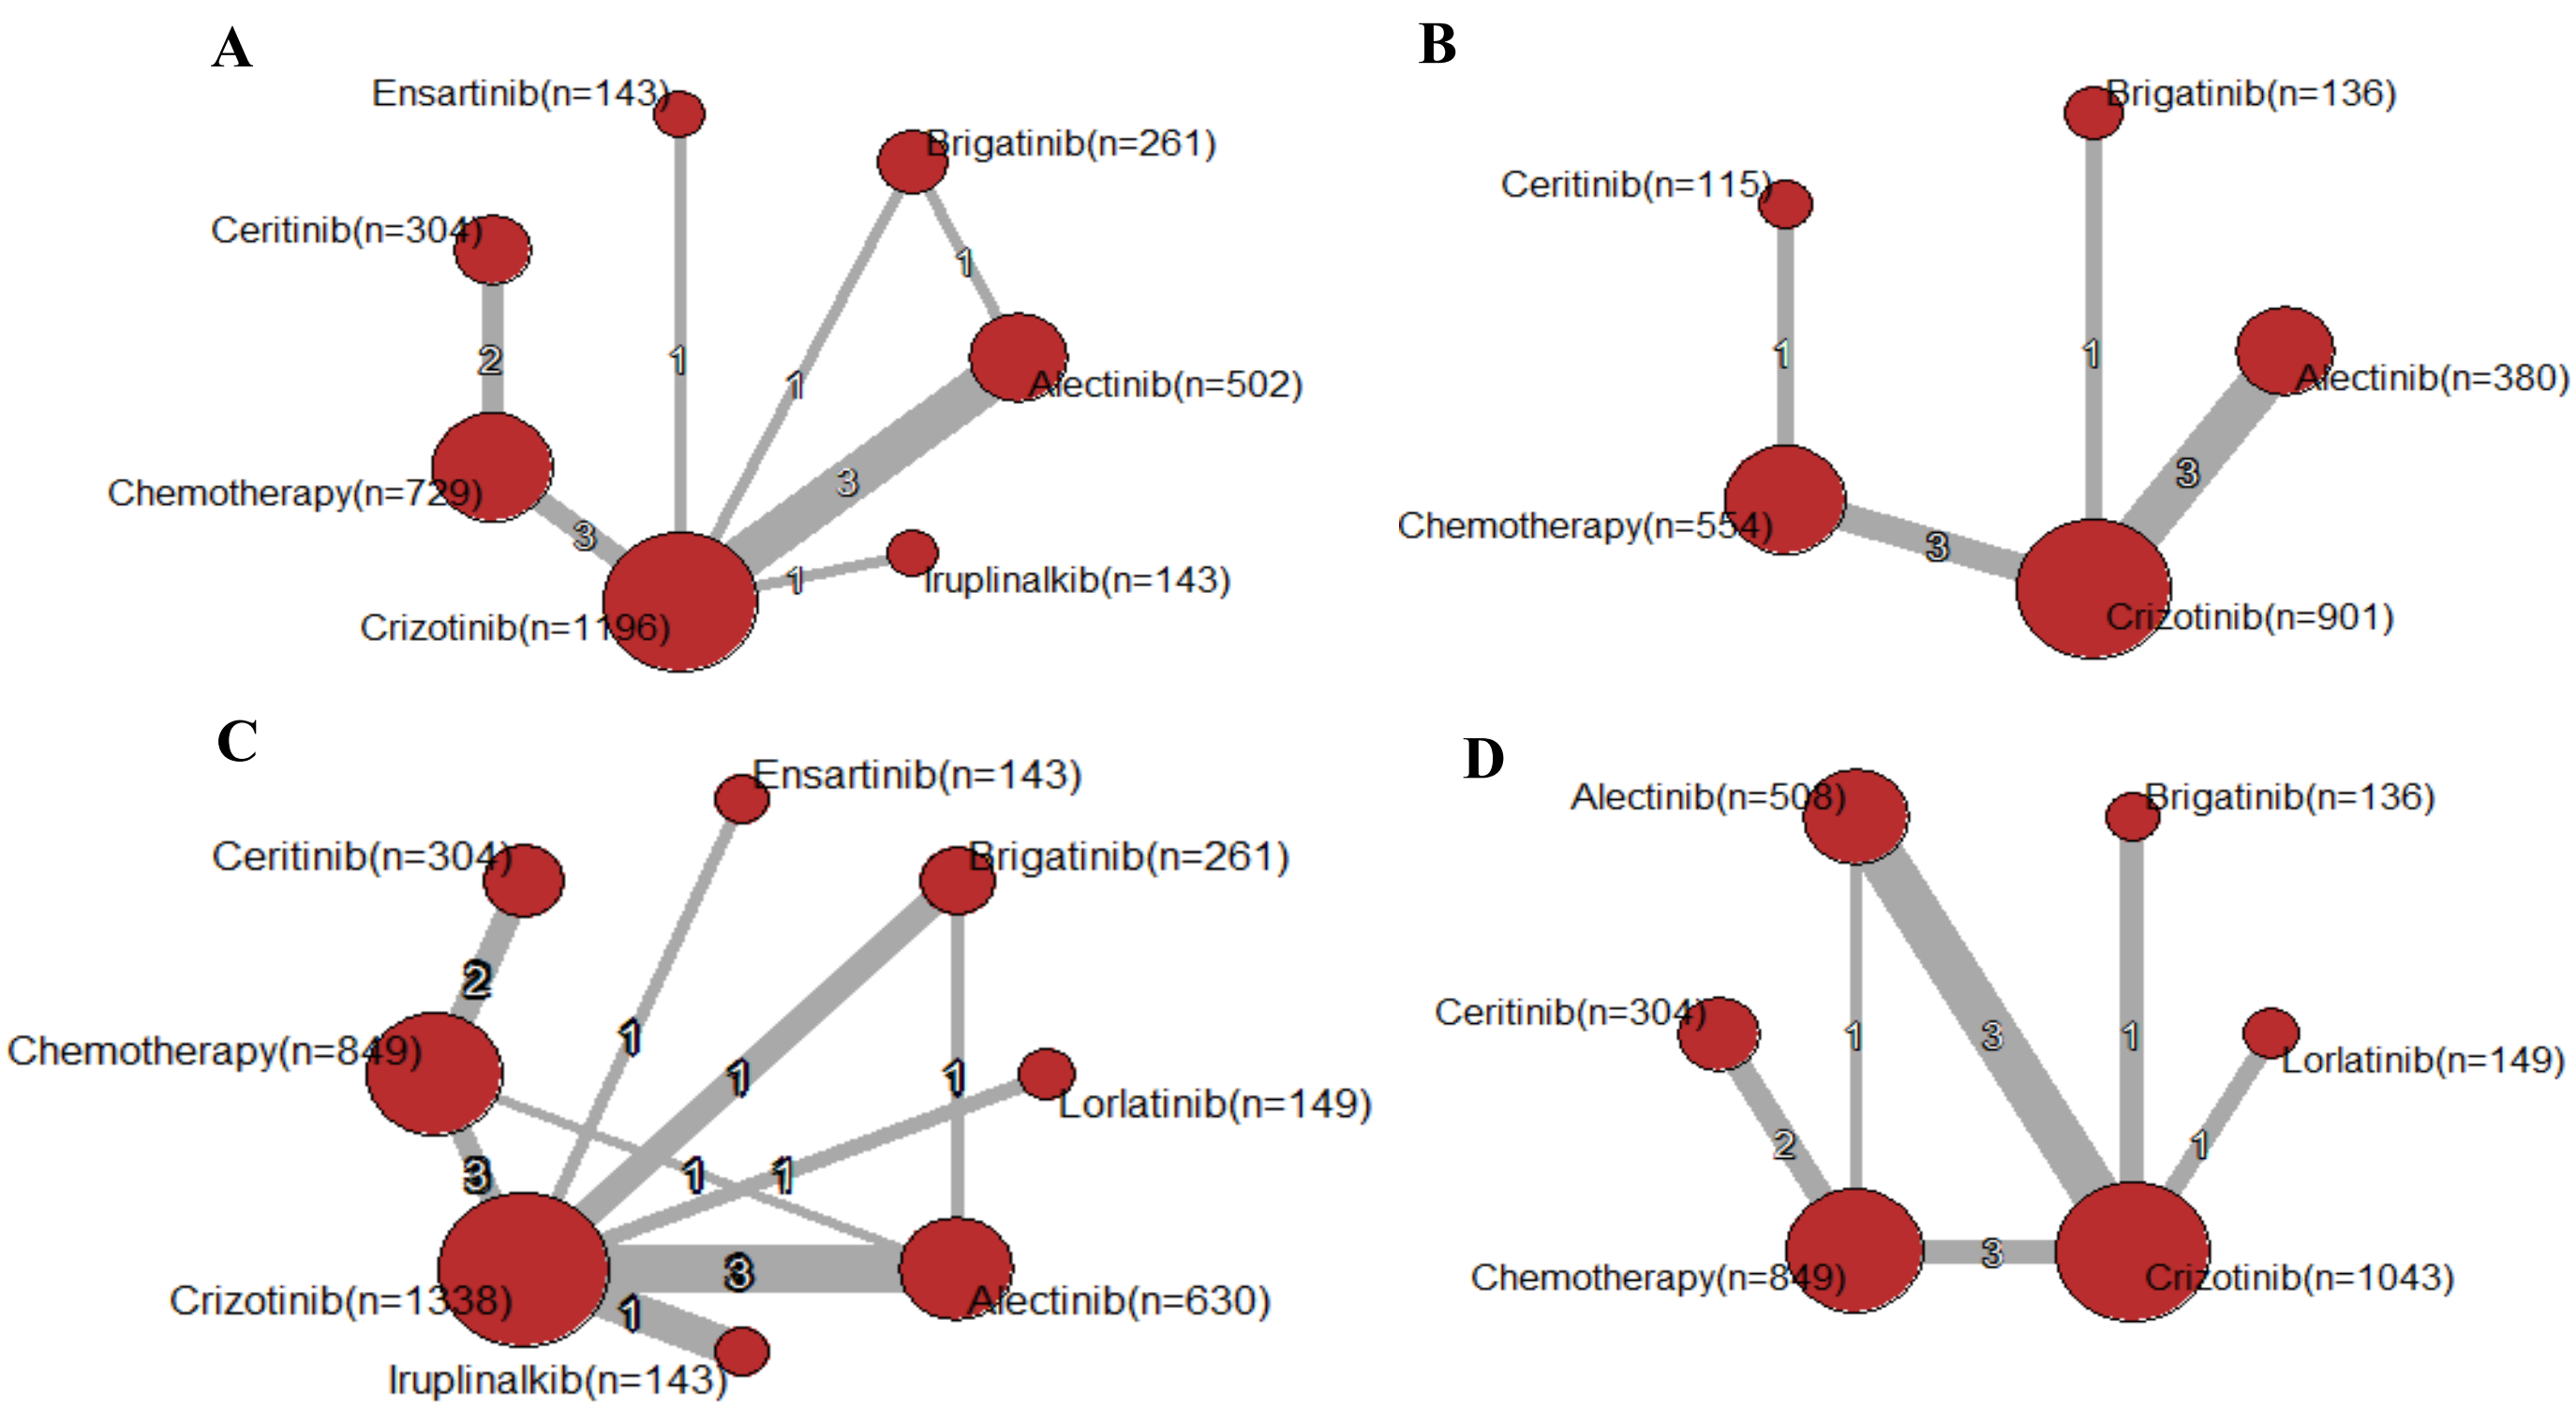 A
Ensartinib(n=143)
Brigatinib(n=261)
Ceritinib(n=304)
1
2
1
1
Alectinib(n=502)
3
Chemotherapy(n=729)
3
1
Iruplinalkib(n=143)
Crizotinib(n=1196)
B
Brigatinib(n=136)
Ceritinib(n=115)
1
1
Alectinib(n=380)
3
Chemotherapy(n=554)
3
Crizotinib(n=901)
C
Ensartinib(n=143)
Ceritinib(n=304)
Brigatinib(n=261)
2
1
Chemotherapy(n=849)
1
1
Lorlatinib(n=149)
3
1
1
3
Crizotinib(n=1338)
1
Alectinib(n=630)
Iruplinalkib(n=143)
D
Alectinib(n=508)
Brigatinib(n=136)
Ceritinib(n=304)
1
3
1
Lorlatinib(n=149)
2
1
3
Chemotherapy(n=849)
Crizotinib(n=1043)